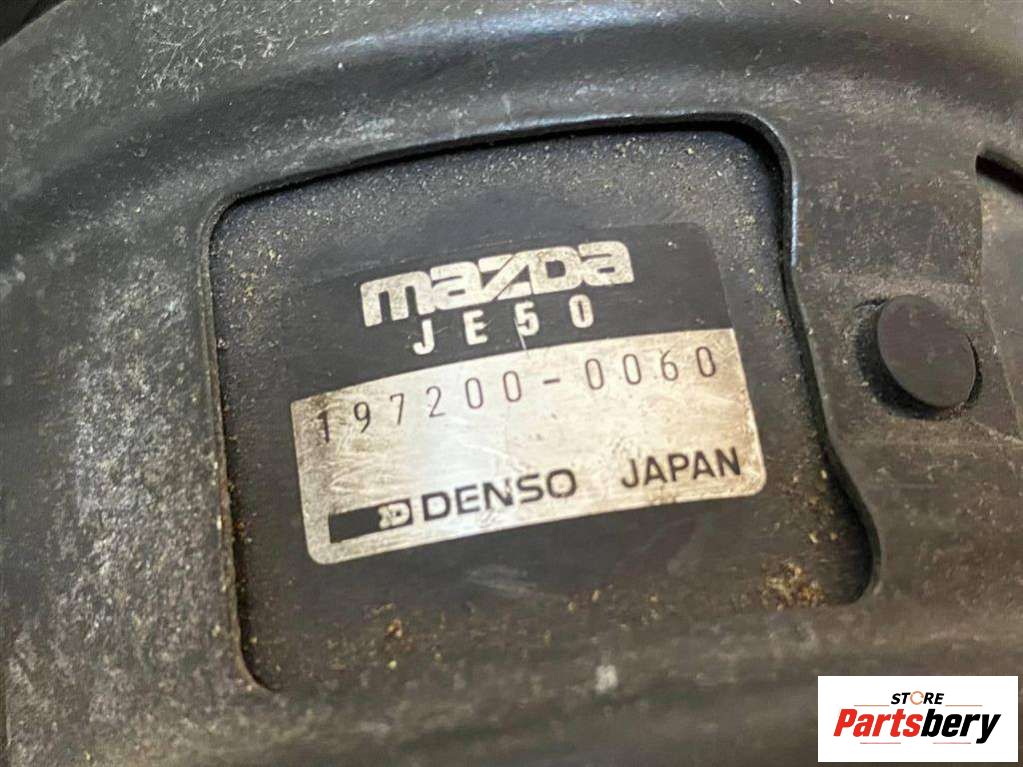 mazda
JE50
197200-0060
DENSO JAPAN
STORE
Partsbery